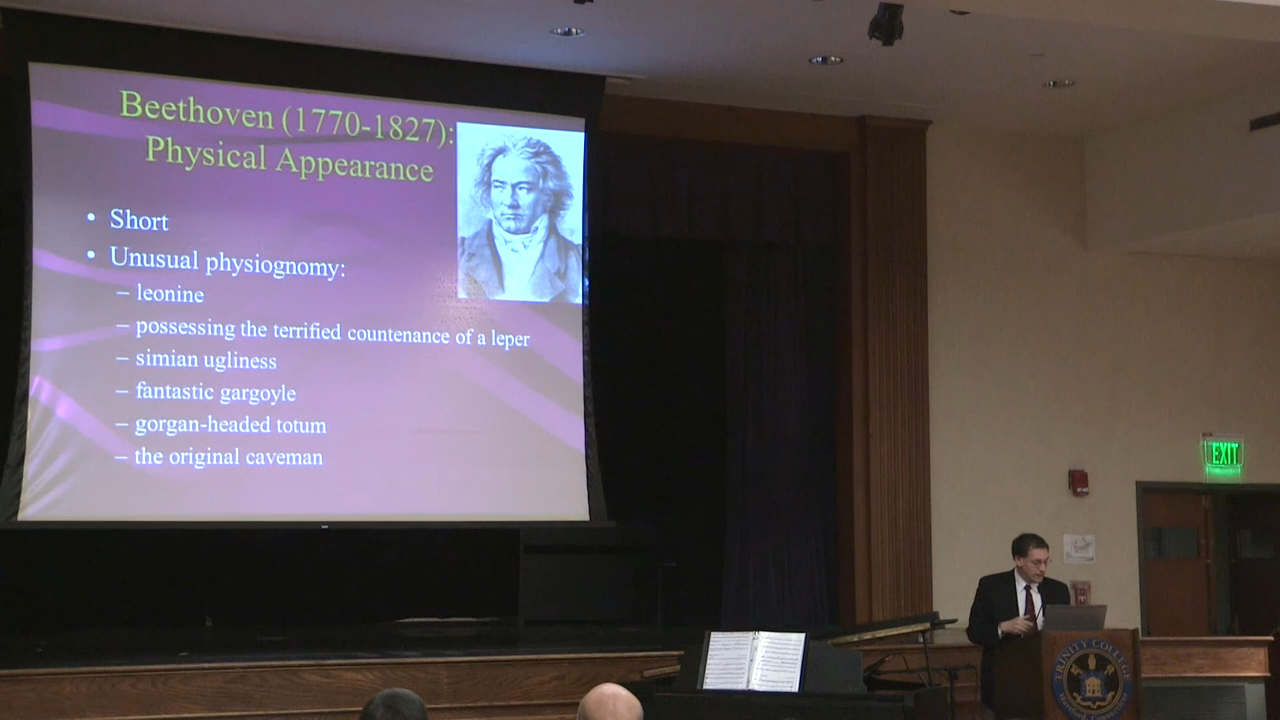 Beethoven (1770-1827):
Physical Appearance
• Short
• Unusual physiognomy:
– leonine
– possessing the terrified countenance of a leper
– simian ugliness
– fantastic gargoyle
– gorgan-headed totum
– the original caveman
EXIT
TRINITY COLLEGE